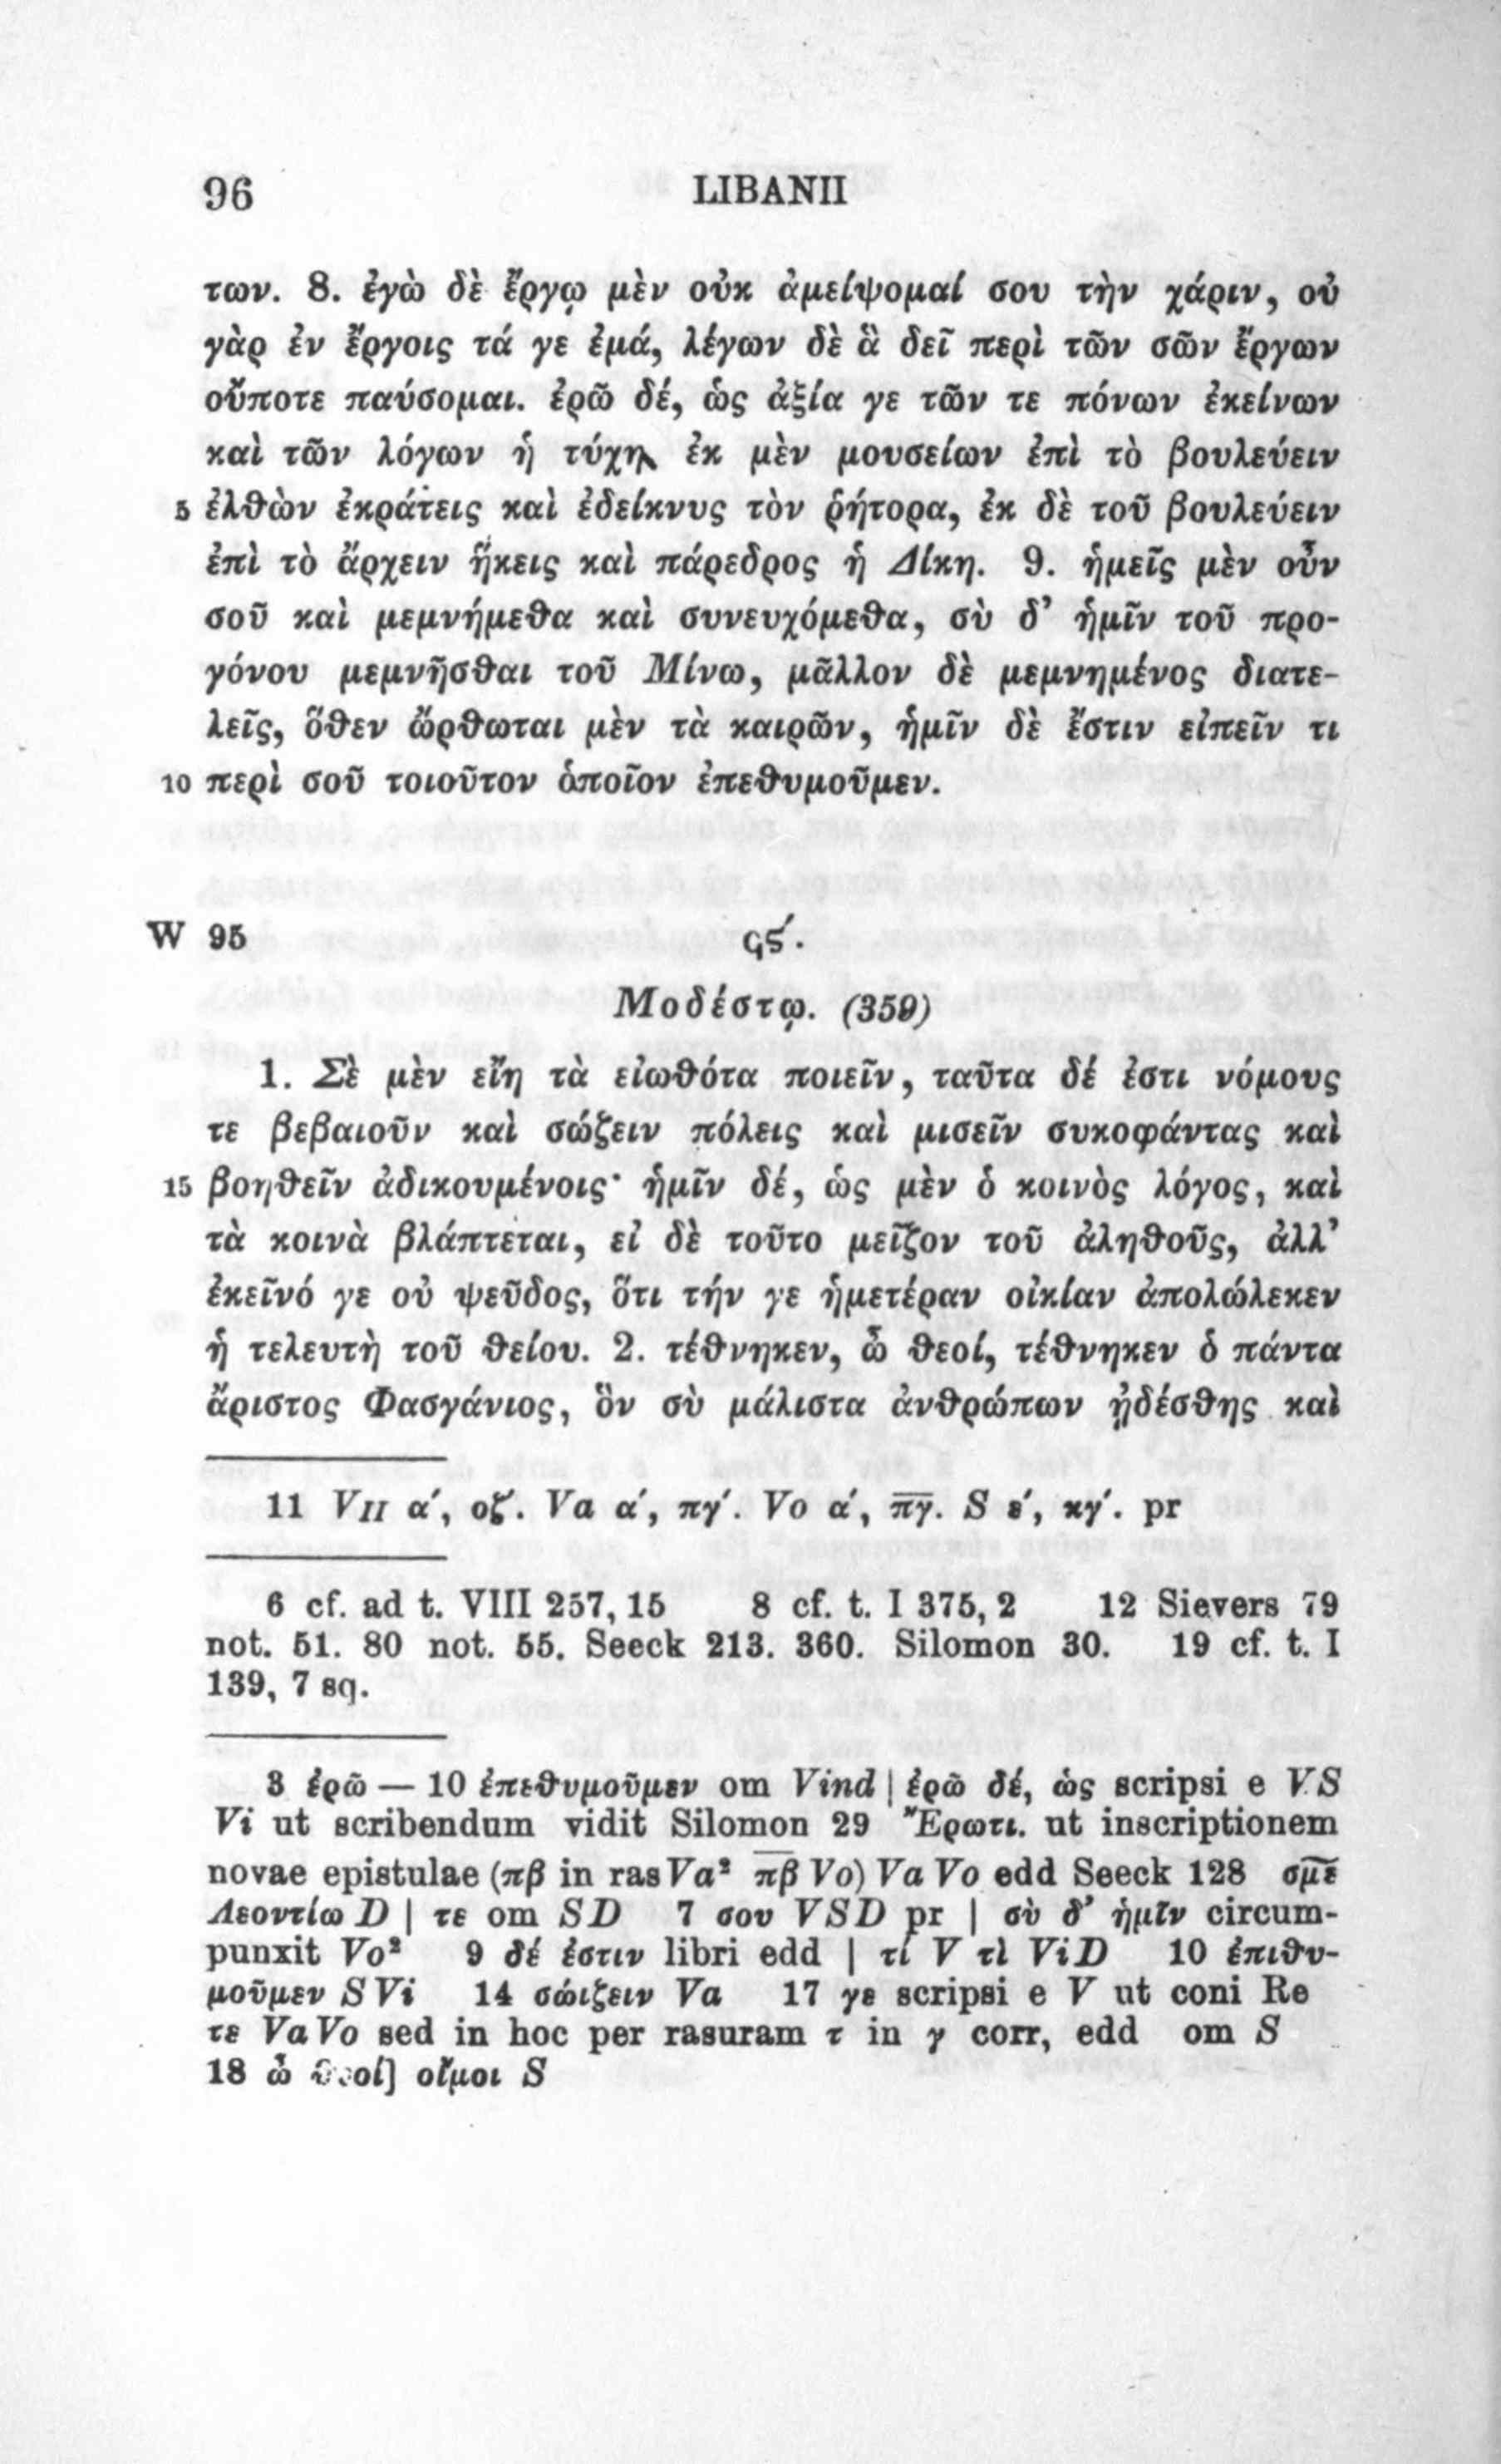 96 LIBANII
των. 8. ἐγὼ δὲ ἔργῳ μὲν οὐκ ἀμείψομαί σου τὴν χάριν, οὐ
γὰρ ἐν ἔργοις τά γε ἐμά, λέγων δὲ ἃ δεῖ περὶ τῶν σῶν ἔργων
οὔποτε παύσομαι. ἐρῶ δέ, ὡς ἀξία γε τῶν τε πόνων ἐκείνων
καὶ τῶν λόγων ἡ τύχη. ἐκ μὲν μουσείων ἐπὶ τὸ βουλεύειν
5 ἐλθὼν ἐκράτεις καὶ ἐδείκνυς τὸν ῥήτορα, ἐκ δὲ τοῦ βουλεύειν
ἐπὶ τὸ ἄρχειν ἥκεις καὶ πάρεδρος ἡ Δίκη. 9. ἡμεῖς μὲν οὖν
σοῦ καὶ μεμνήμεθα καὶ συνευχόμεθα, σὺ δ’ ἡμῖν τοῦ προ-
γόνου μεμνῆσθαι τοῦ Μίνω, μᾶλλον δὲ μεμνημένος διατε-
λεῖς, ὅθεν ὤρθωται μὲν τὰ καιρῶν, ἡμῖν δὲ ἔστιν εἰπεῖν τι
10 περὶ σοῦ τοιοῦτον ὁποῖον ἐπεθυμοῦμεν.
W 95 ϟϛ′.
Μοδέστῳ. (359)
1. Σὲ μὲν εἴη τὰ εἰωθότα ποιεῖν, ταῦτα δέ ἐστι νόμους
τε βεβαιοῦν καὶ σώζειν πόλεις καὶ μισεῖν συκοφάντας καὶ
15 βοηθεῖν ἀδικουμένοις· ἡμῖν δέ, ὡς μὲν ὁ κοινὸς λόγος, καὶ
τὰ κοινὰ βλάπτεται, εἰ δὲ τοῦτο μεῖζον τοῦ ἀληθοῦς, ἀλλ’
ἐκεῖνό γε οὐ ψεῦδος, ὅτι τήν γε ἡμετέραν οἰκίαν ἀπολώλεκεν
ἡ τελευτὴ τοῦ θείου. 2. τέθνηκεν, ὦ θεοί, τέθνηκεν ὁ πάντα
ἄριστος Φασγάνιος, ὃν σὺ μάλιστα ἀνθρώπων ᾐδέσθης καὶ
11 VII α′, οζ′. Va α′, πγ′. Vo α′, π̅γ̅. S ε′, κγ′. pr
6 cf. ad t. VIII 257, 15 8 cf. t. I 375, 2 12 Sievers 79
not. 51. 80 not. 55. Seeck 213. 360. Silomon 30. 19 cf. t. I
139, 7 sq.
3 ἐρῶ — 10 ἐπεθυμοῦμεν om Vind | ἐρῶ δέ, ὡς scripsi e VS
Vi ut scribendum vidit Silomon 29 Ἔρωτι. ut inscriptionem
novae epistulae (πβ in ras Va² π̅β̅ Vo) Va Vo edd Seeck 128 σμε
Λεοντίω D | τε om SD 7 σου VSD pr | σὺ δ’ ἡμῖν circum-
punxit Vo² 9 δέ ἐστιν libri edd | τί V τὶ ViD 10 ἐπιθυ-
μοῦμεν S Vi 14 σώιζειν Va 17 γε scripsi e V ut coni Re
τε Va Vo sed in hoc per rasuram τ in γ corr, edd om S
18 ὦ θεοί] οἴμοι S